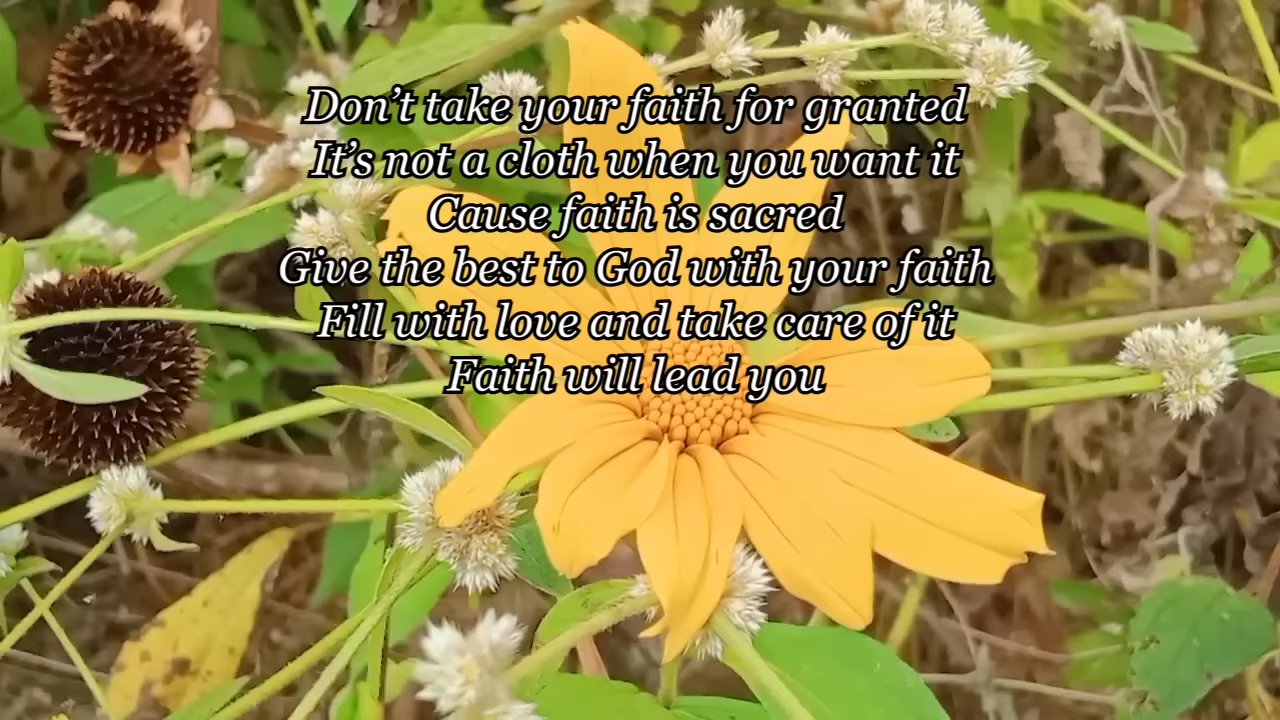 Don’t take your faith for granted
It’s not a cloth when you want it
Cause faith is sacred
Give the best to God with your faith
Fill with love and take care of it
Faith will lead you